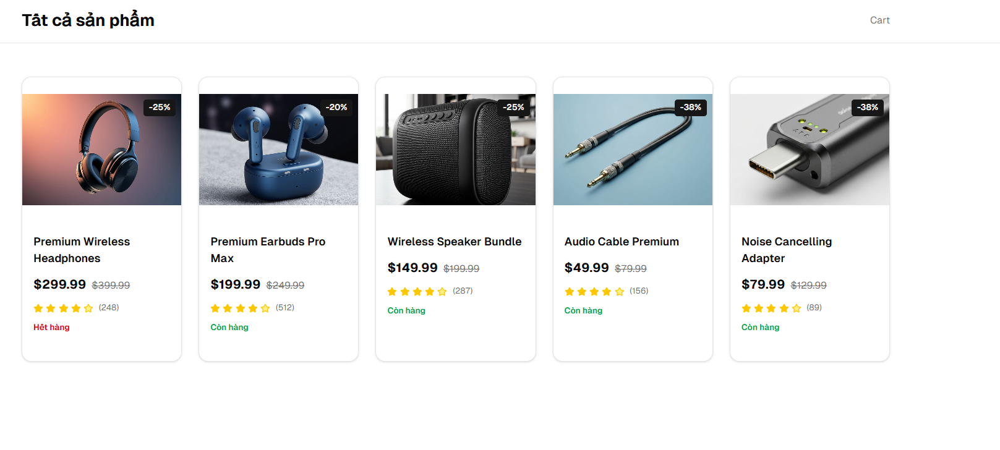 Tất cả sản phẩm
Cart
-25%
-20%
-25%
-38%
-38%
Premium Wireless
Headphones
$299.99 $399.99
(248)
Hết hàng
Premium Earbuds Pro
Max
$199.99 $249.99
(512)
Còn hàng
Wireless Speaker Bundle
$149.99 $199.99
(287)
Còn hàng
Audio Cable Premium
$49.99 $79.99
(156)
Còn hàng
Noise Cancelling
Adapter
$79.99 $129.99
(89)
Còn hàng